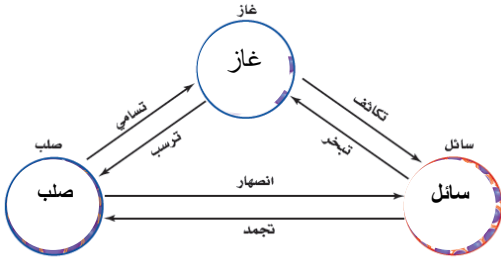 غاز
غاز
تسامي
ترسب
تكاثف
تبخر
صلب
سائل
صلب
سائل
انصهار
تجمد